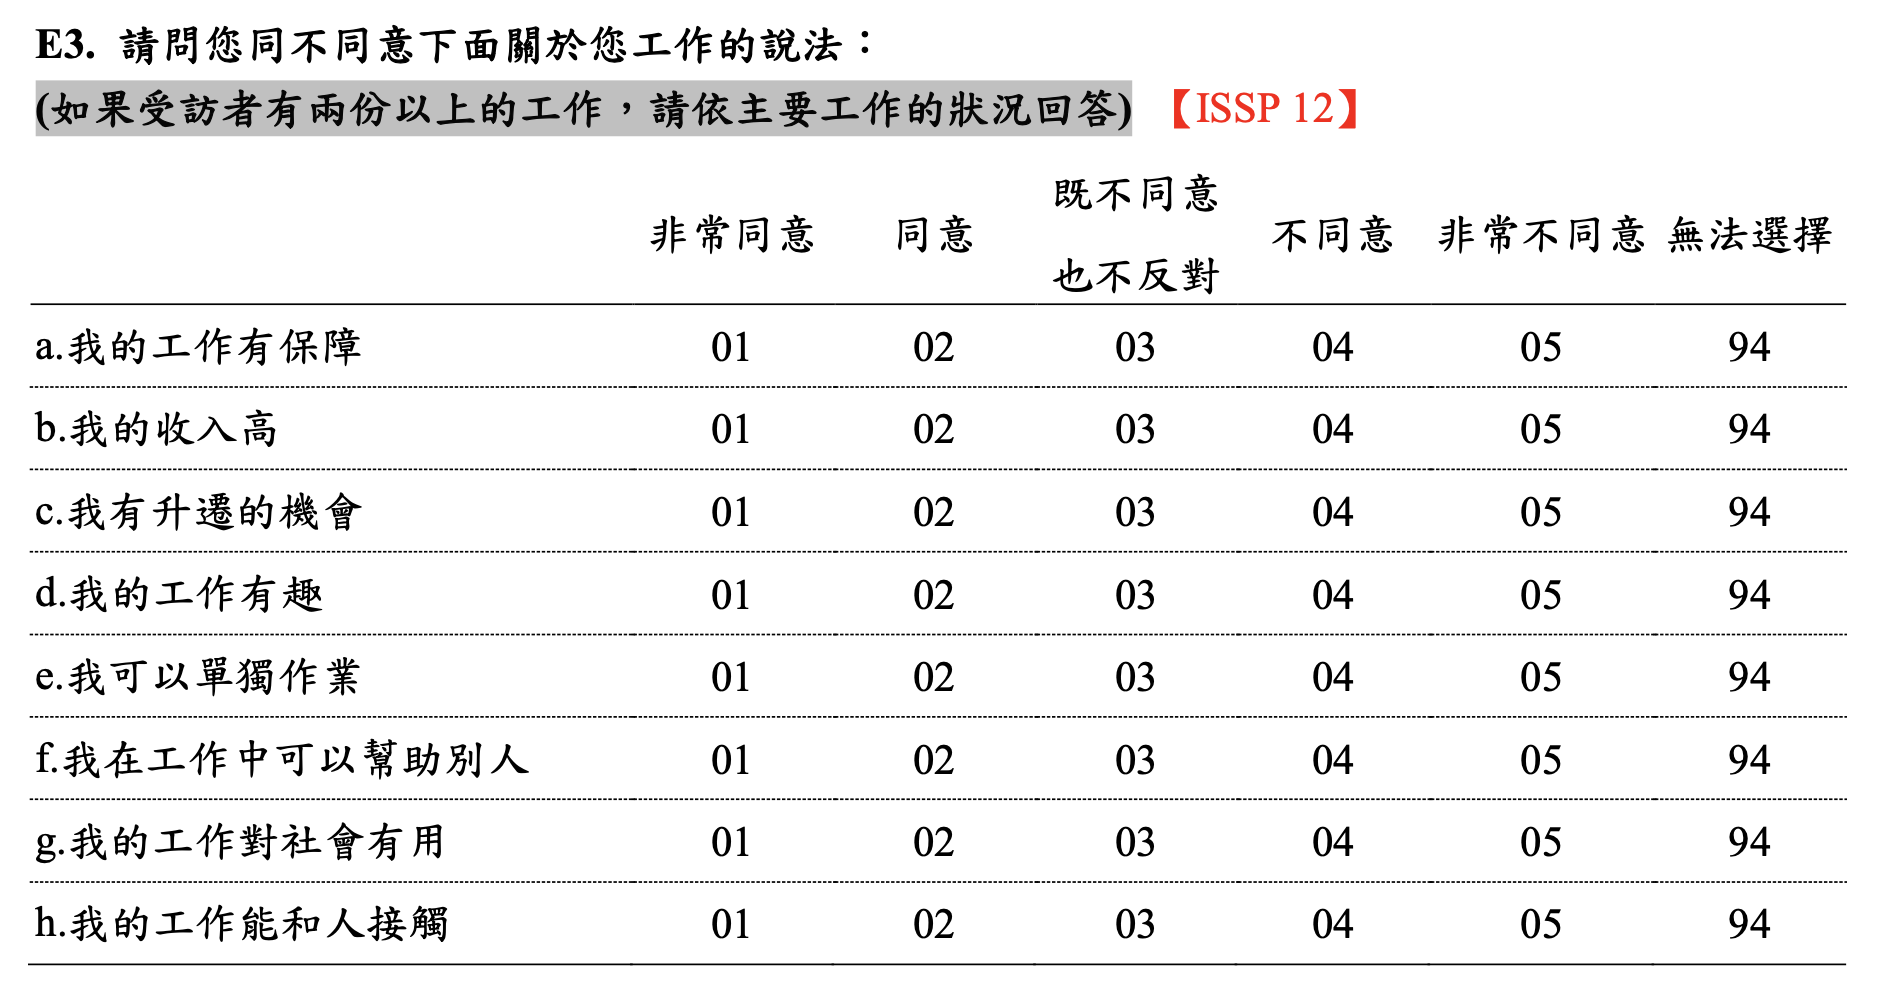 E3. 請問您同不同意下面關於您工作的說法：
(如果受訪者有兩份以上的工作，請依主要工作的狀況回答) 【ISSP 12】
非常同意 同意 既不同意也不反對 不同意 非常不同意 無法選擇
a.我的工作有保障 01 02 03 04 05 94
b.我的收入高 01 02 03 04 05 94
c.我有升遷的機會 01 02 03 04 05 94
d.我的工作有趣 01 02 03 04 05 94
e.我可以單獨作業 01 02 03 04 05 94
f.我在工作中可以幫助別人 01 02 03 04 05 94
g.我的工作對社會有用 01 02 03 04 05 94
h.我的工作能和人接觸 01 02 03 04 05 94